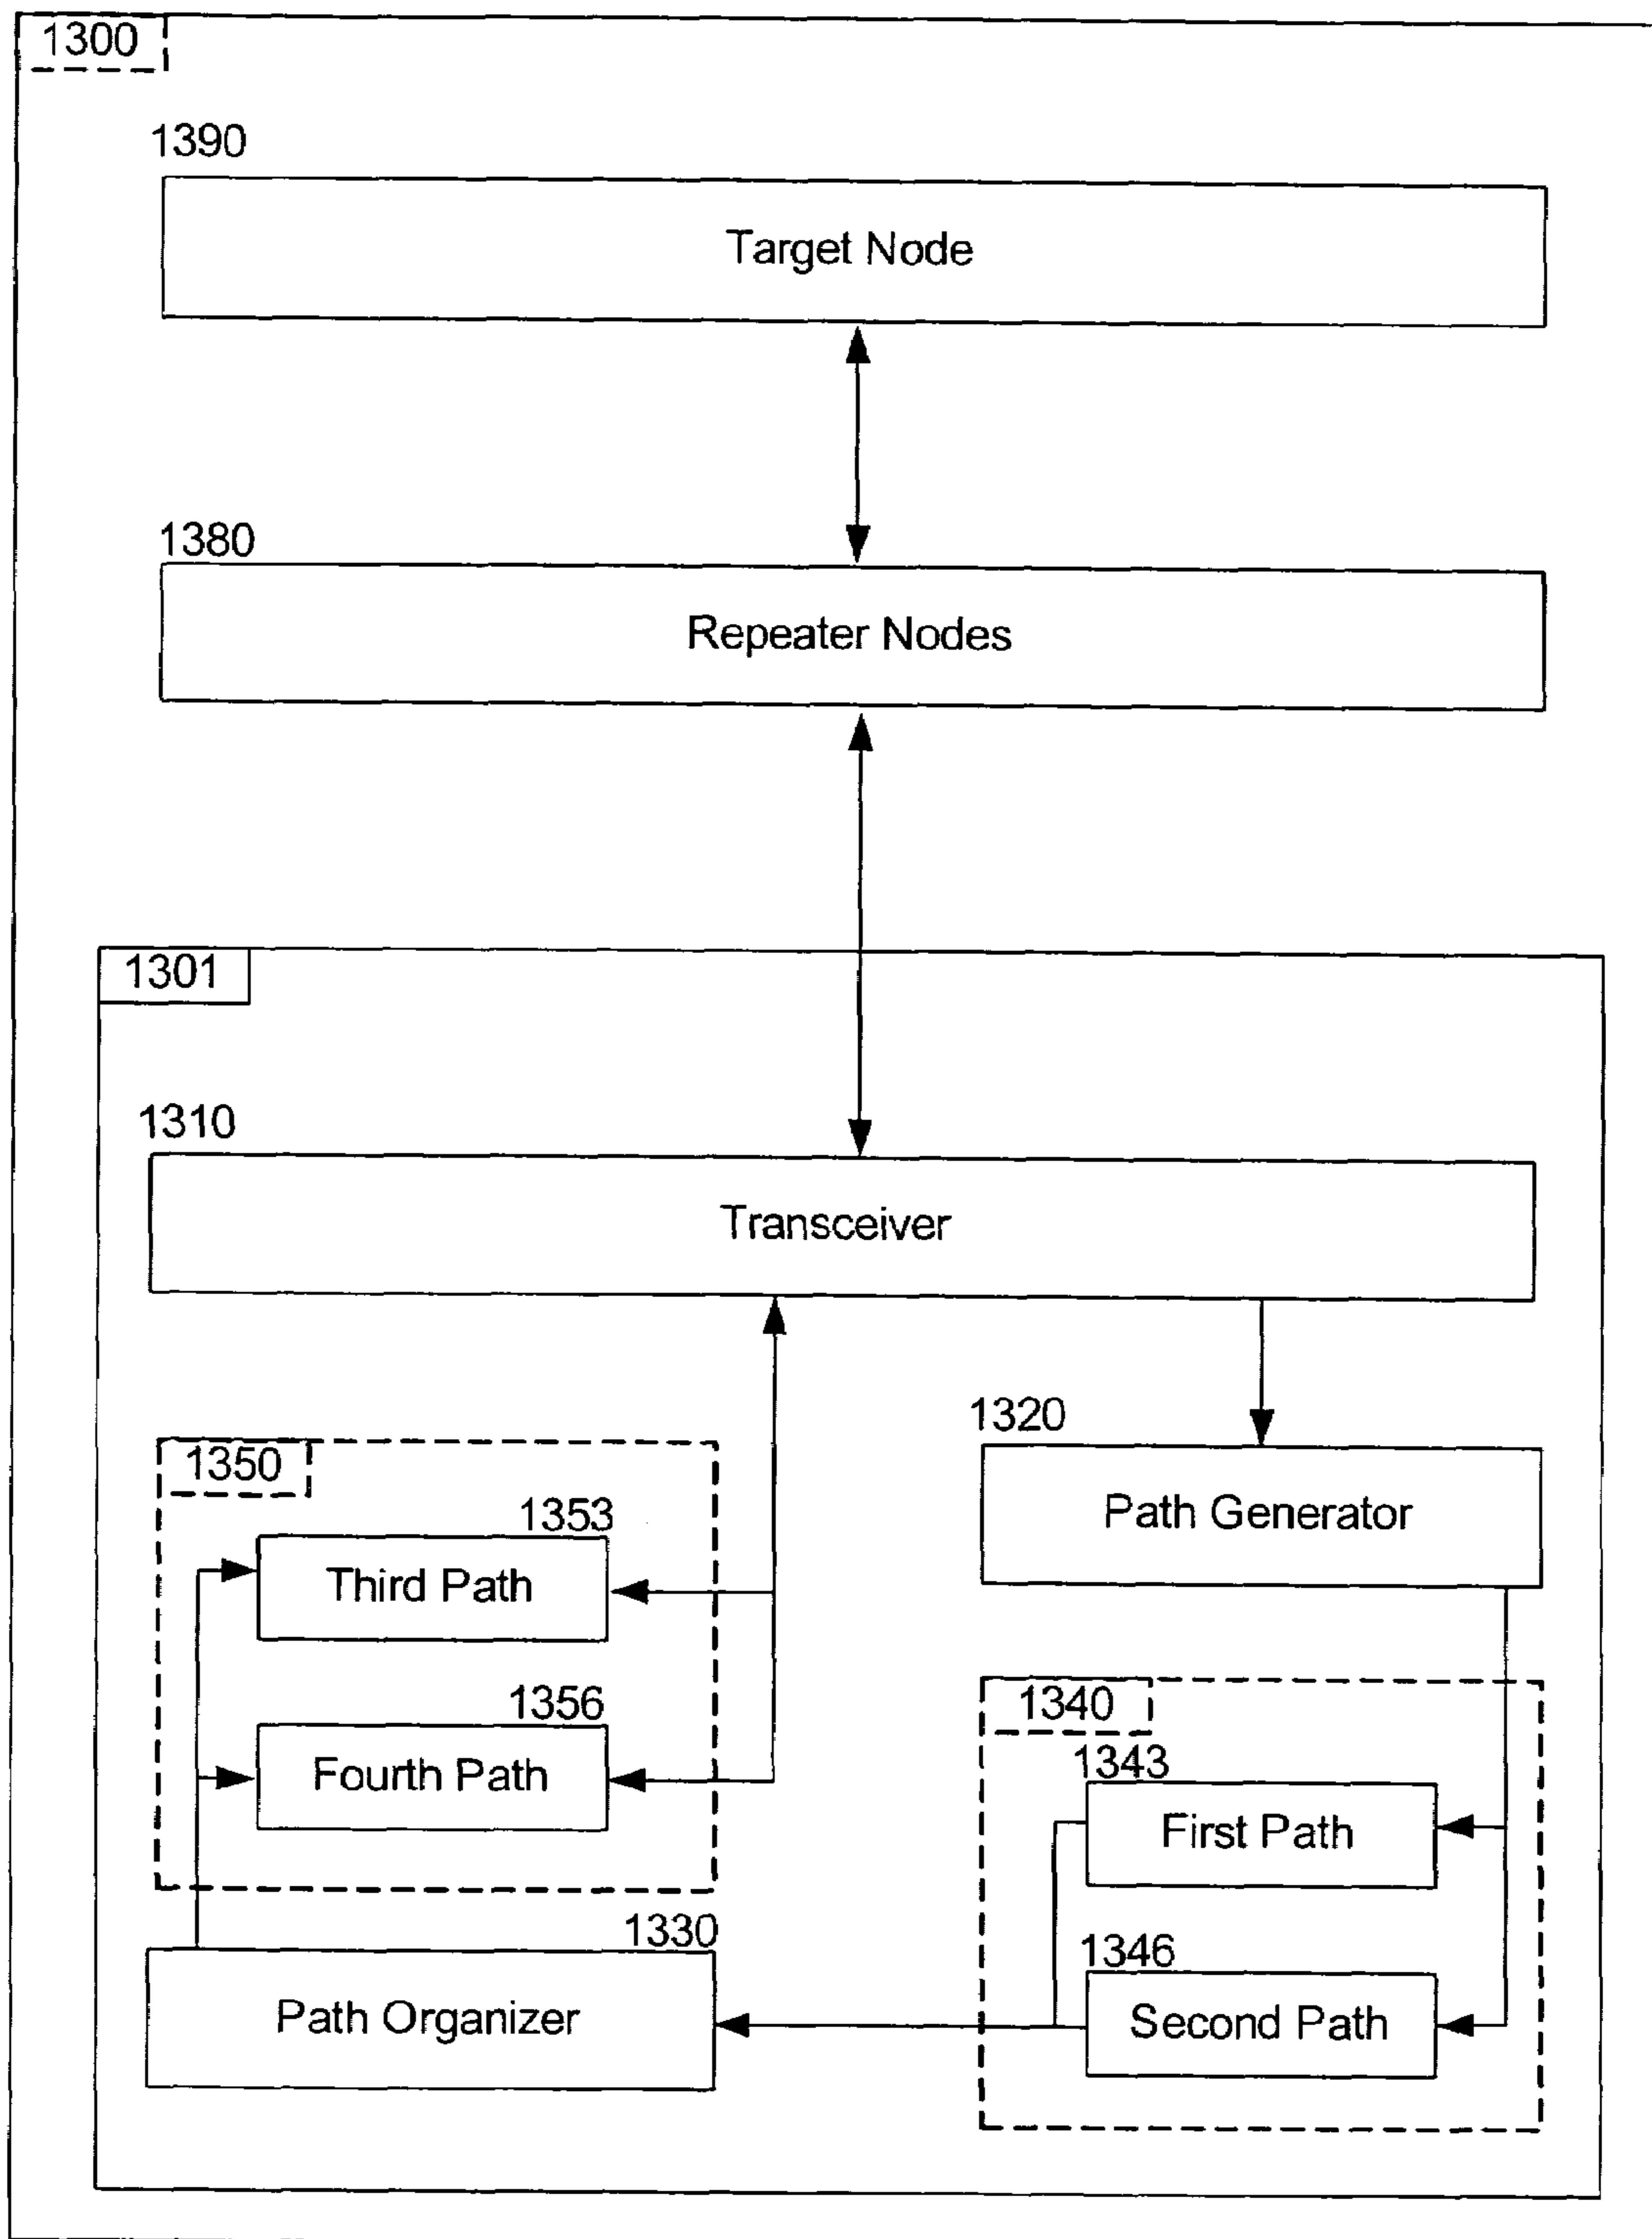 1300
1390
Target Node
1380
Repeater Nodes
1301
1310
Transceiver
1320
Path Generator
1350
1353
Third Path
1356
Fourth Path
1340
1343
First Path
1330
Path Organizer
1346
Second Path